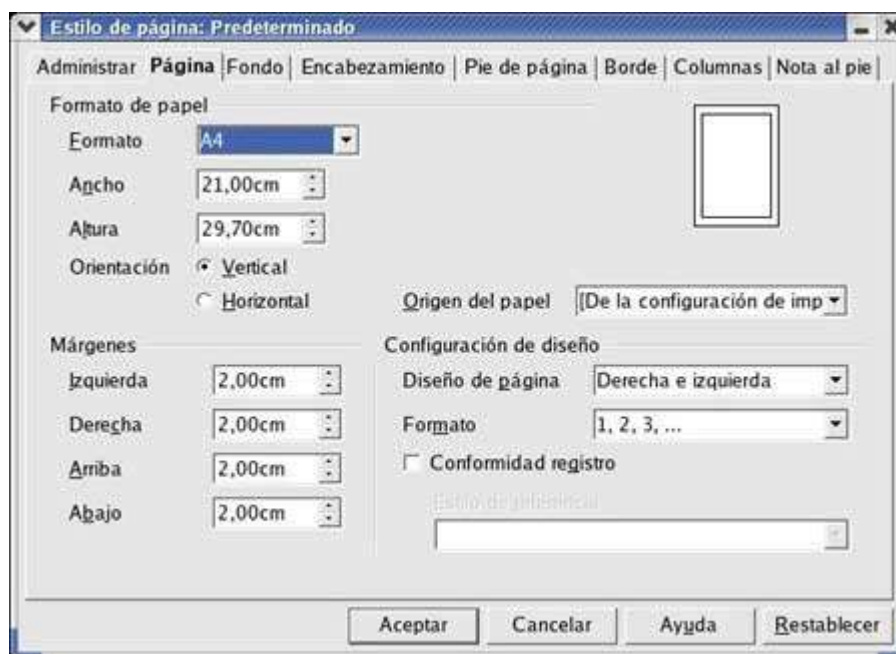 Estilo de página: Predeterminado
Administrar Página Fondo Encabezamiento Pie de página Borde Columnas Nota al pie
Formato de papel
Formato A4
Ancho 21,00cm
Altura 29,70cm
Orientación Vertical
Horizontal Origen del papel [De la configuración de imp
Márgenes Configuración de diseño
Izquierda 2,00cm Diseño de página Derecha e izquierda
Derecha 2,00cm Formato 1, 2, 3, ...
Arriba 2,00cm Conformidad registro
Estilo de referencia
Abajo 2,00cm
Aceptar Cancelar Ayuda Restablecer